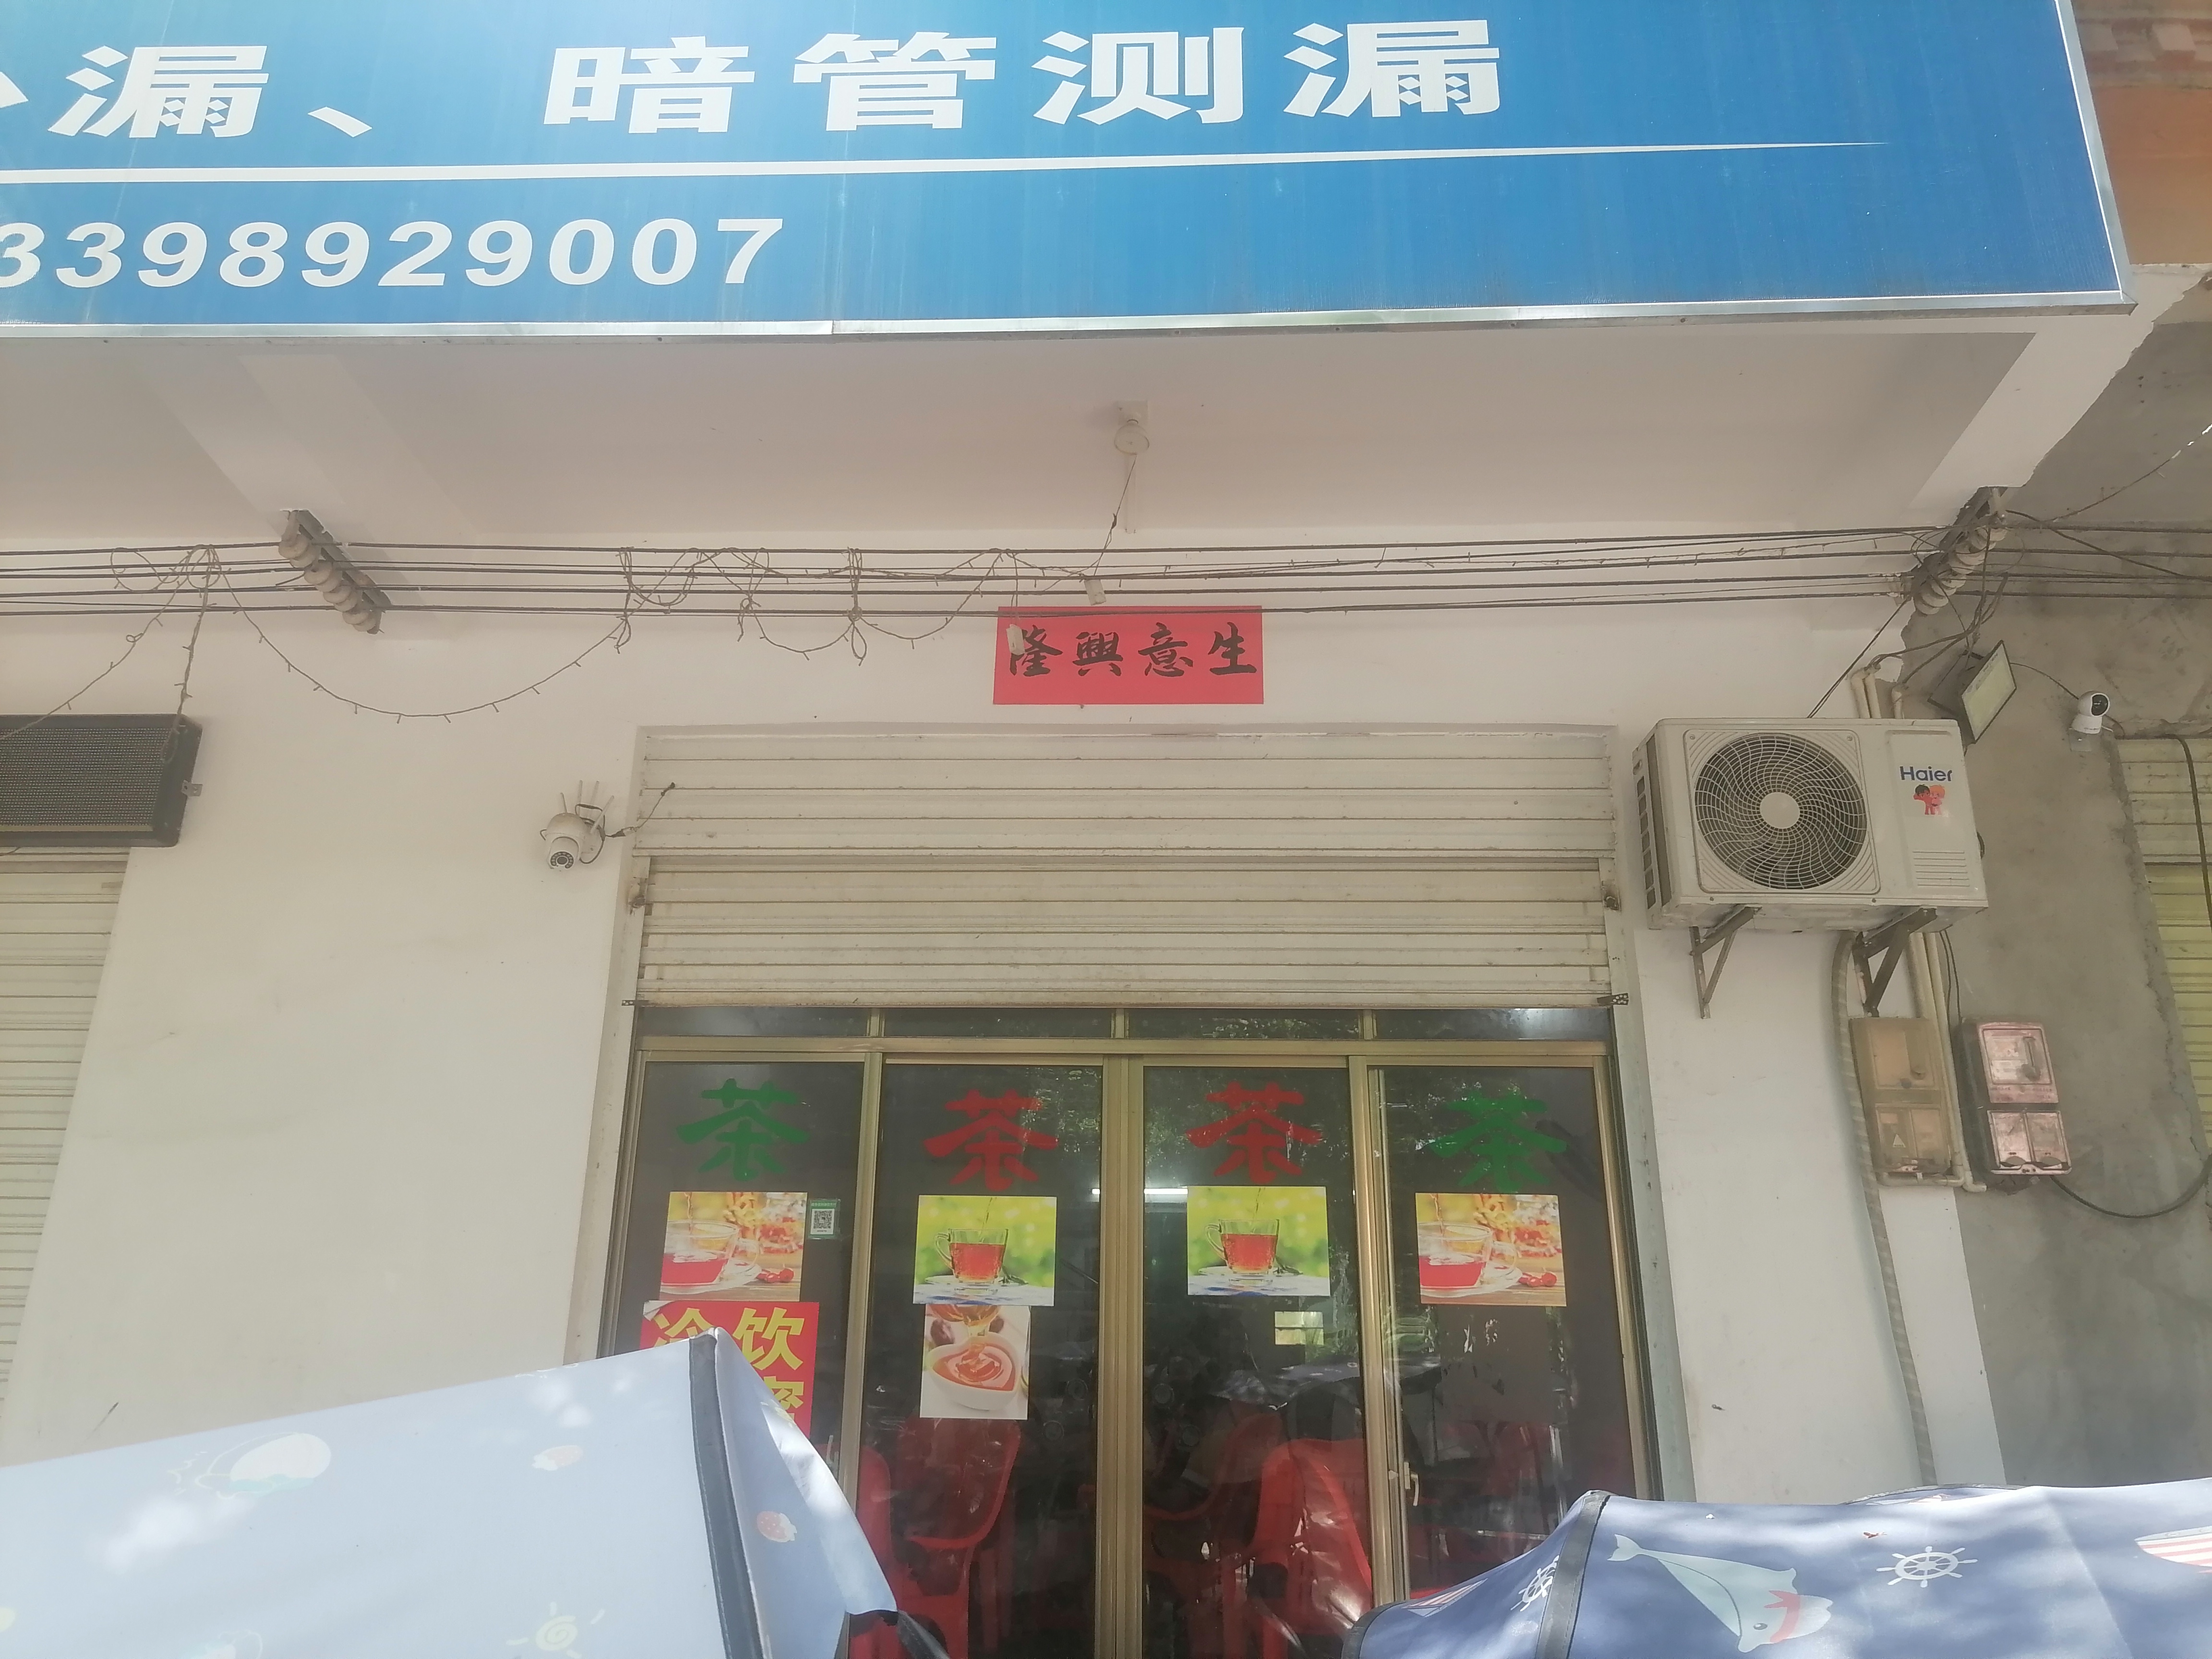 漏、暗管测漏
3398929007
隆興意生
Haier
茶 茶 茶 茶
冷饮